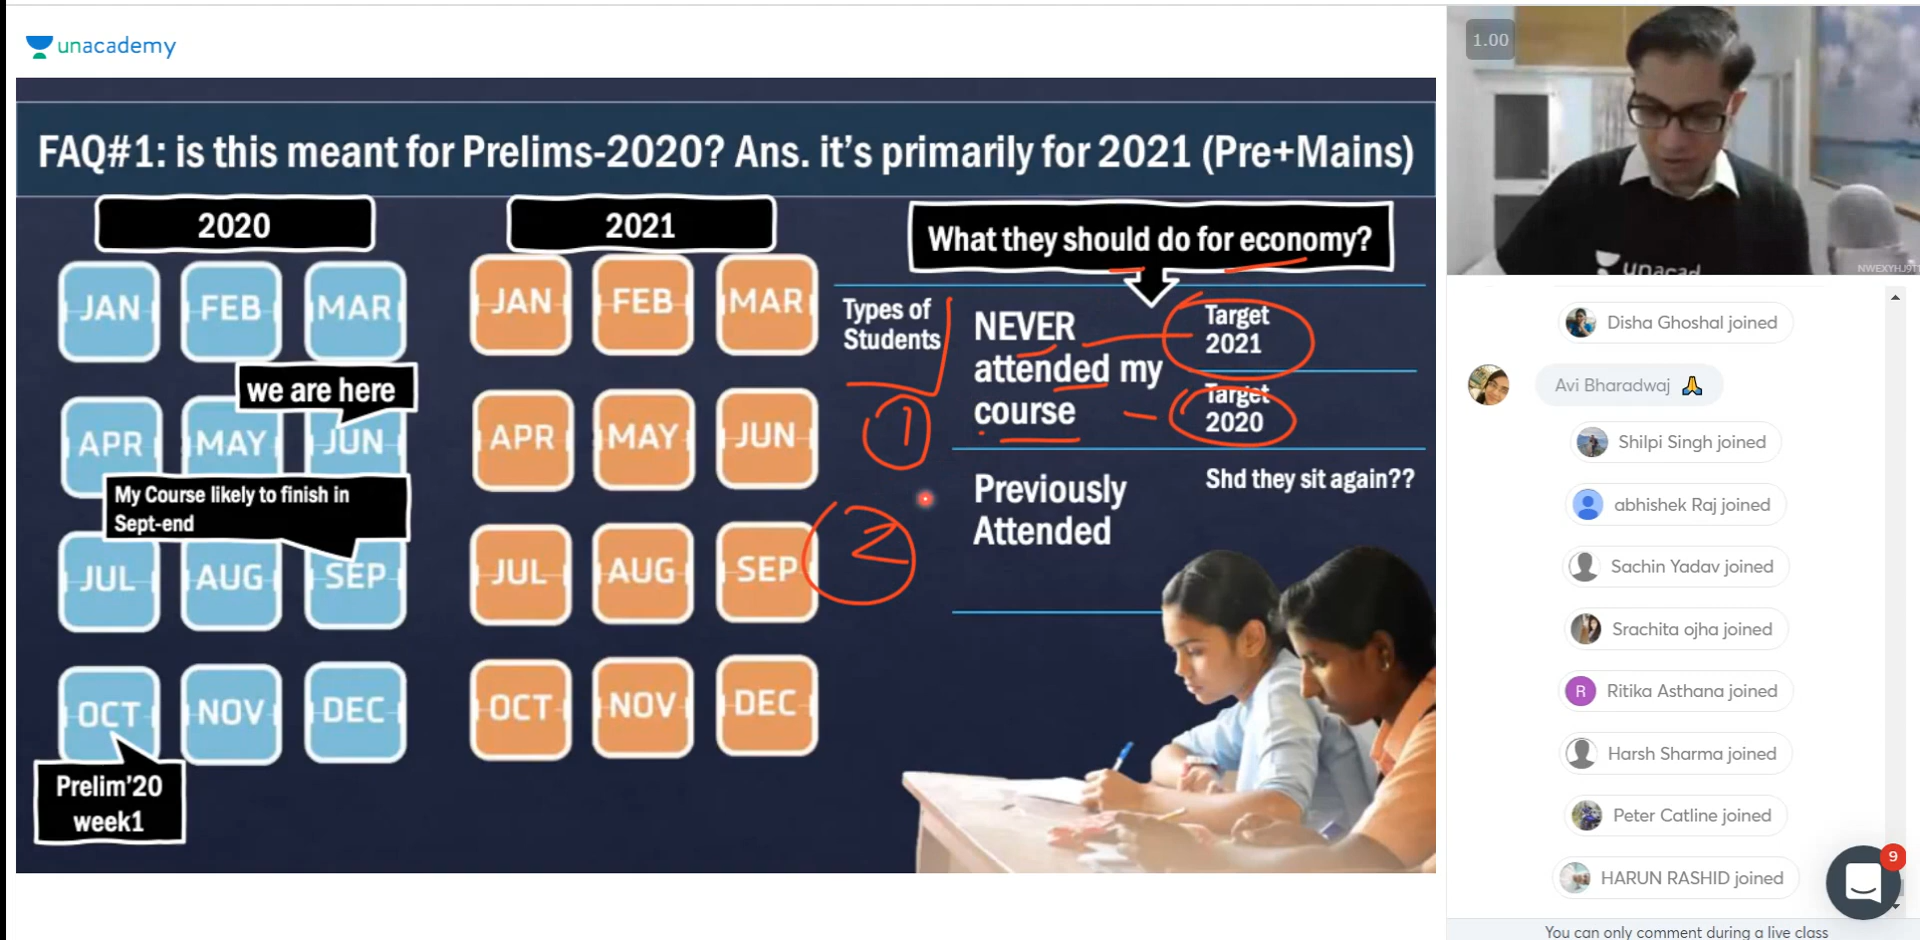 unacademy
FAQ#1: is this meant for Prelims-2020? Ans. it's primarily for 2021 (Pre+Mains)
2020
JAN FEB MAR
we are here
APR MAY JUN
My Course likely to finish in
Sept-end
JUL AUG SEP
OCT NOV DEC
Prelim'20
week1
2021
JAN FEB MAR
APR MAY JUN
JUL AUG SEP
OCT NOV DEC
What they should do for economy?
Types of
Students
1
2
NEVER
attended my
course
Target
2021
Target
2020
Previously
Attended
Shd they sit again??
1.00
unacad
Disha Ghoshal joined
Avi Bharadwaj 🙏
Shilpi Singh joined
abhishek Raj joined
Sachin Yadav joined
Srachita ojha joined
R Ritika Asthana joined
Harsh Sharma joined
Peter Catline joined
HARUN RASHID joined
9
You can only comment during a live class